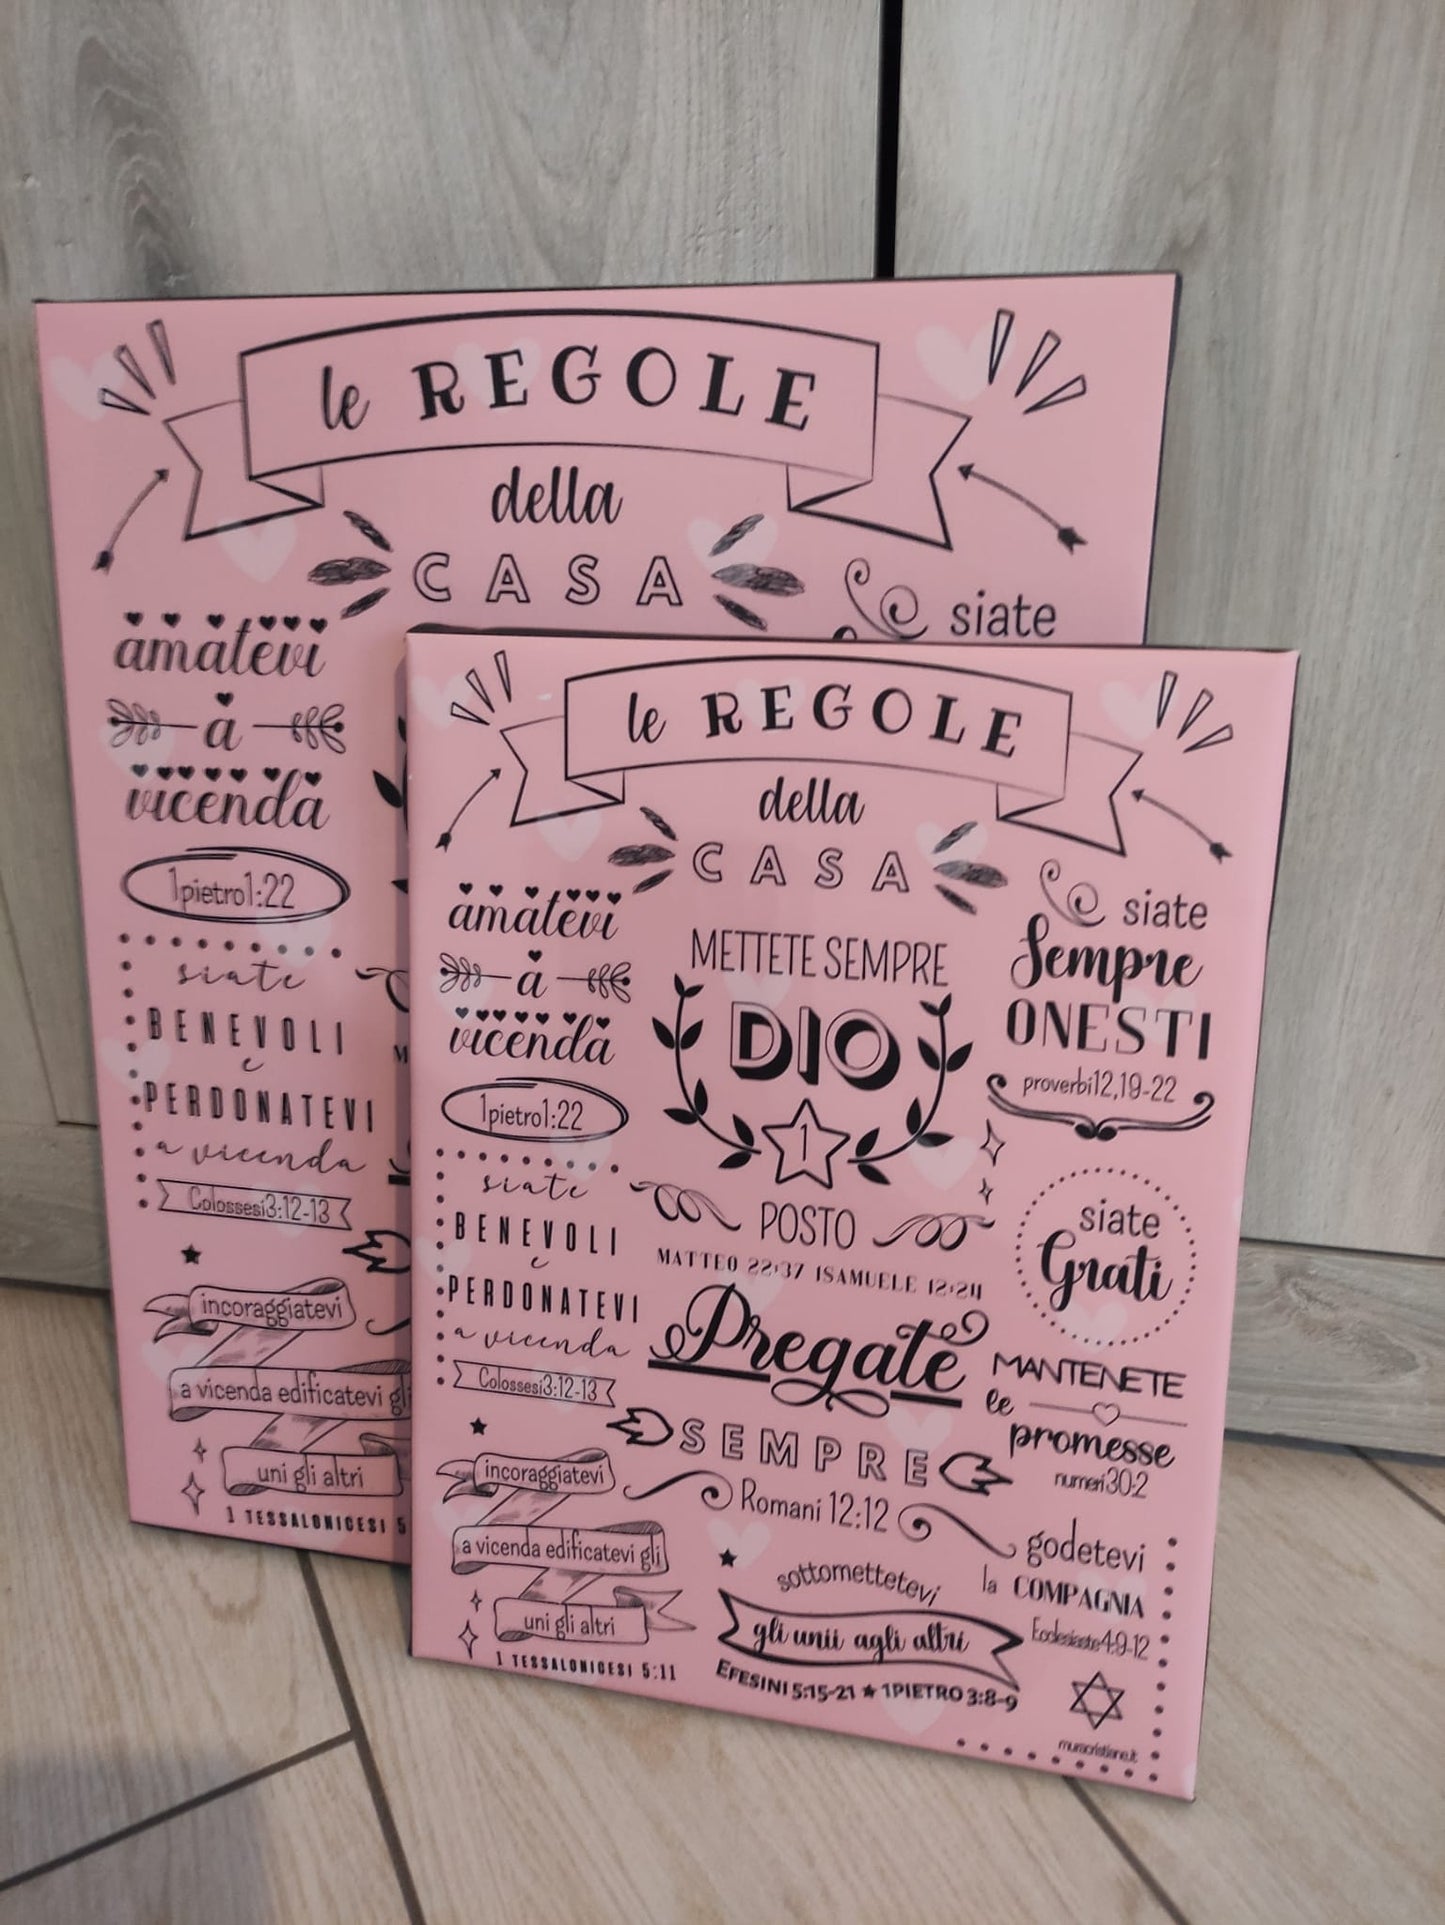 le REGOLE
della
CASA
amatevi
a
vicenda
1pietro1:22
siate
BENEVOLI
e
PERDONATEVI
a vicenda
Colossesi3:12-13
incoraggiatevi
a vicenda edificatevi gli
uni gli altri
1 TESSALONICESI 5
siate
le REGOLE
della
CASA
amatevi
a
vicenda
1pietro1:22
siate
BENEVOLI
e
PERDONATEVI
a vicenda
Colossesi3:12-13
incoraggiatevi
a vicenda edificatevi gli
uni gli altri
1 TESSALONICESI 5:11
METTETE SEMPRE
DIO
1
POSTO
MATTEO 22:37 1SAMUELE 12:24
Pregate
SEMPRE
Romani 12:12
sottomettetevi
gli unii agli altri
EFESINI 5:15-21 ★ 1PIETRO 3:8-9
siate
Sempre
ONESTI
proverbi12,19-22
siate
Grati
MANTENETE
le
promesse
numeri30:2
godetevi
la COMPAGNIA
Ecclesiaste4:9-12
muracristiane.it